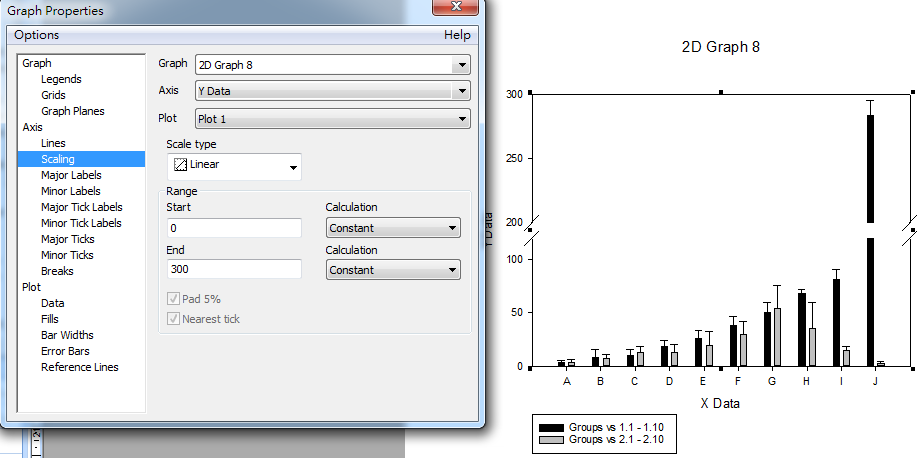 Graph Properties
Options Help
Graph
Legends
Grids
Graph Planes
Axis
Lines
Scaling
Major Labels
Minor Labels
Major Tick Labels
Minor Tick Labels
Major Ticks
Minor Ticks
Breaks
Plot
Data
Fills
Bar Widths
Error Bars
Reference Lines
Graph 2D Graph 8
Axis Y Data
Plot Plot 1
Scale type
Linear
Range
Start Calculation
0 Constant
End Calculation
300 Constant
Pad 5%
Nearest tick
2D Graph 8
300
250
200
100
50
0
Data
A B C D E F G H I J
X Data
Groups vs 1.1 - 1.10
Groups vs 2.1 - 2.10